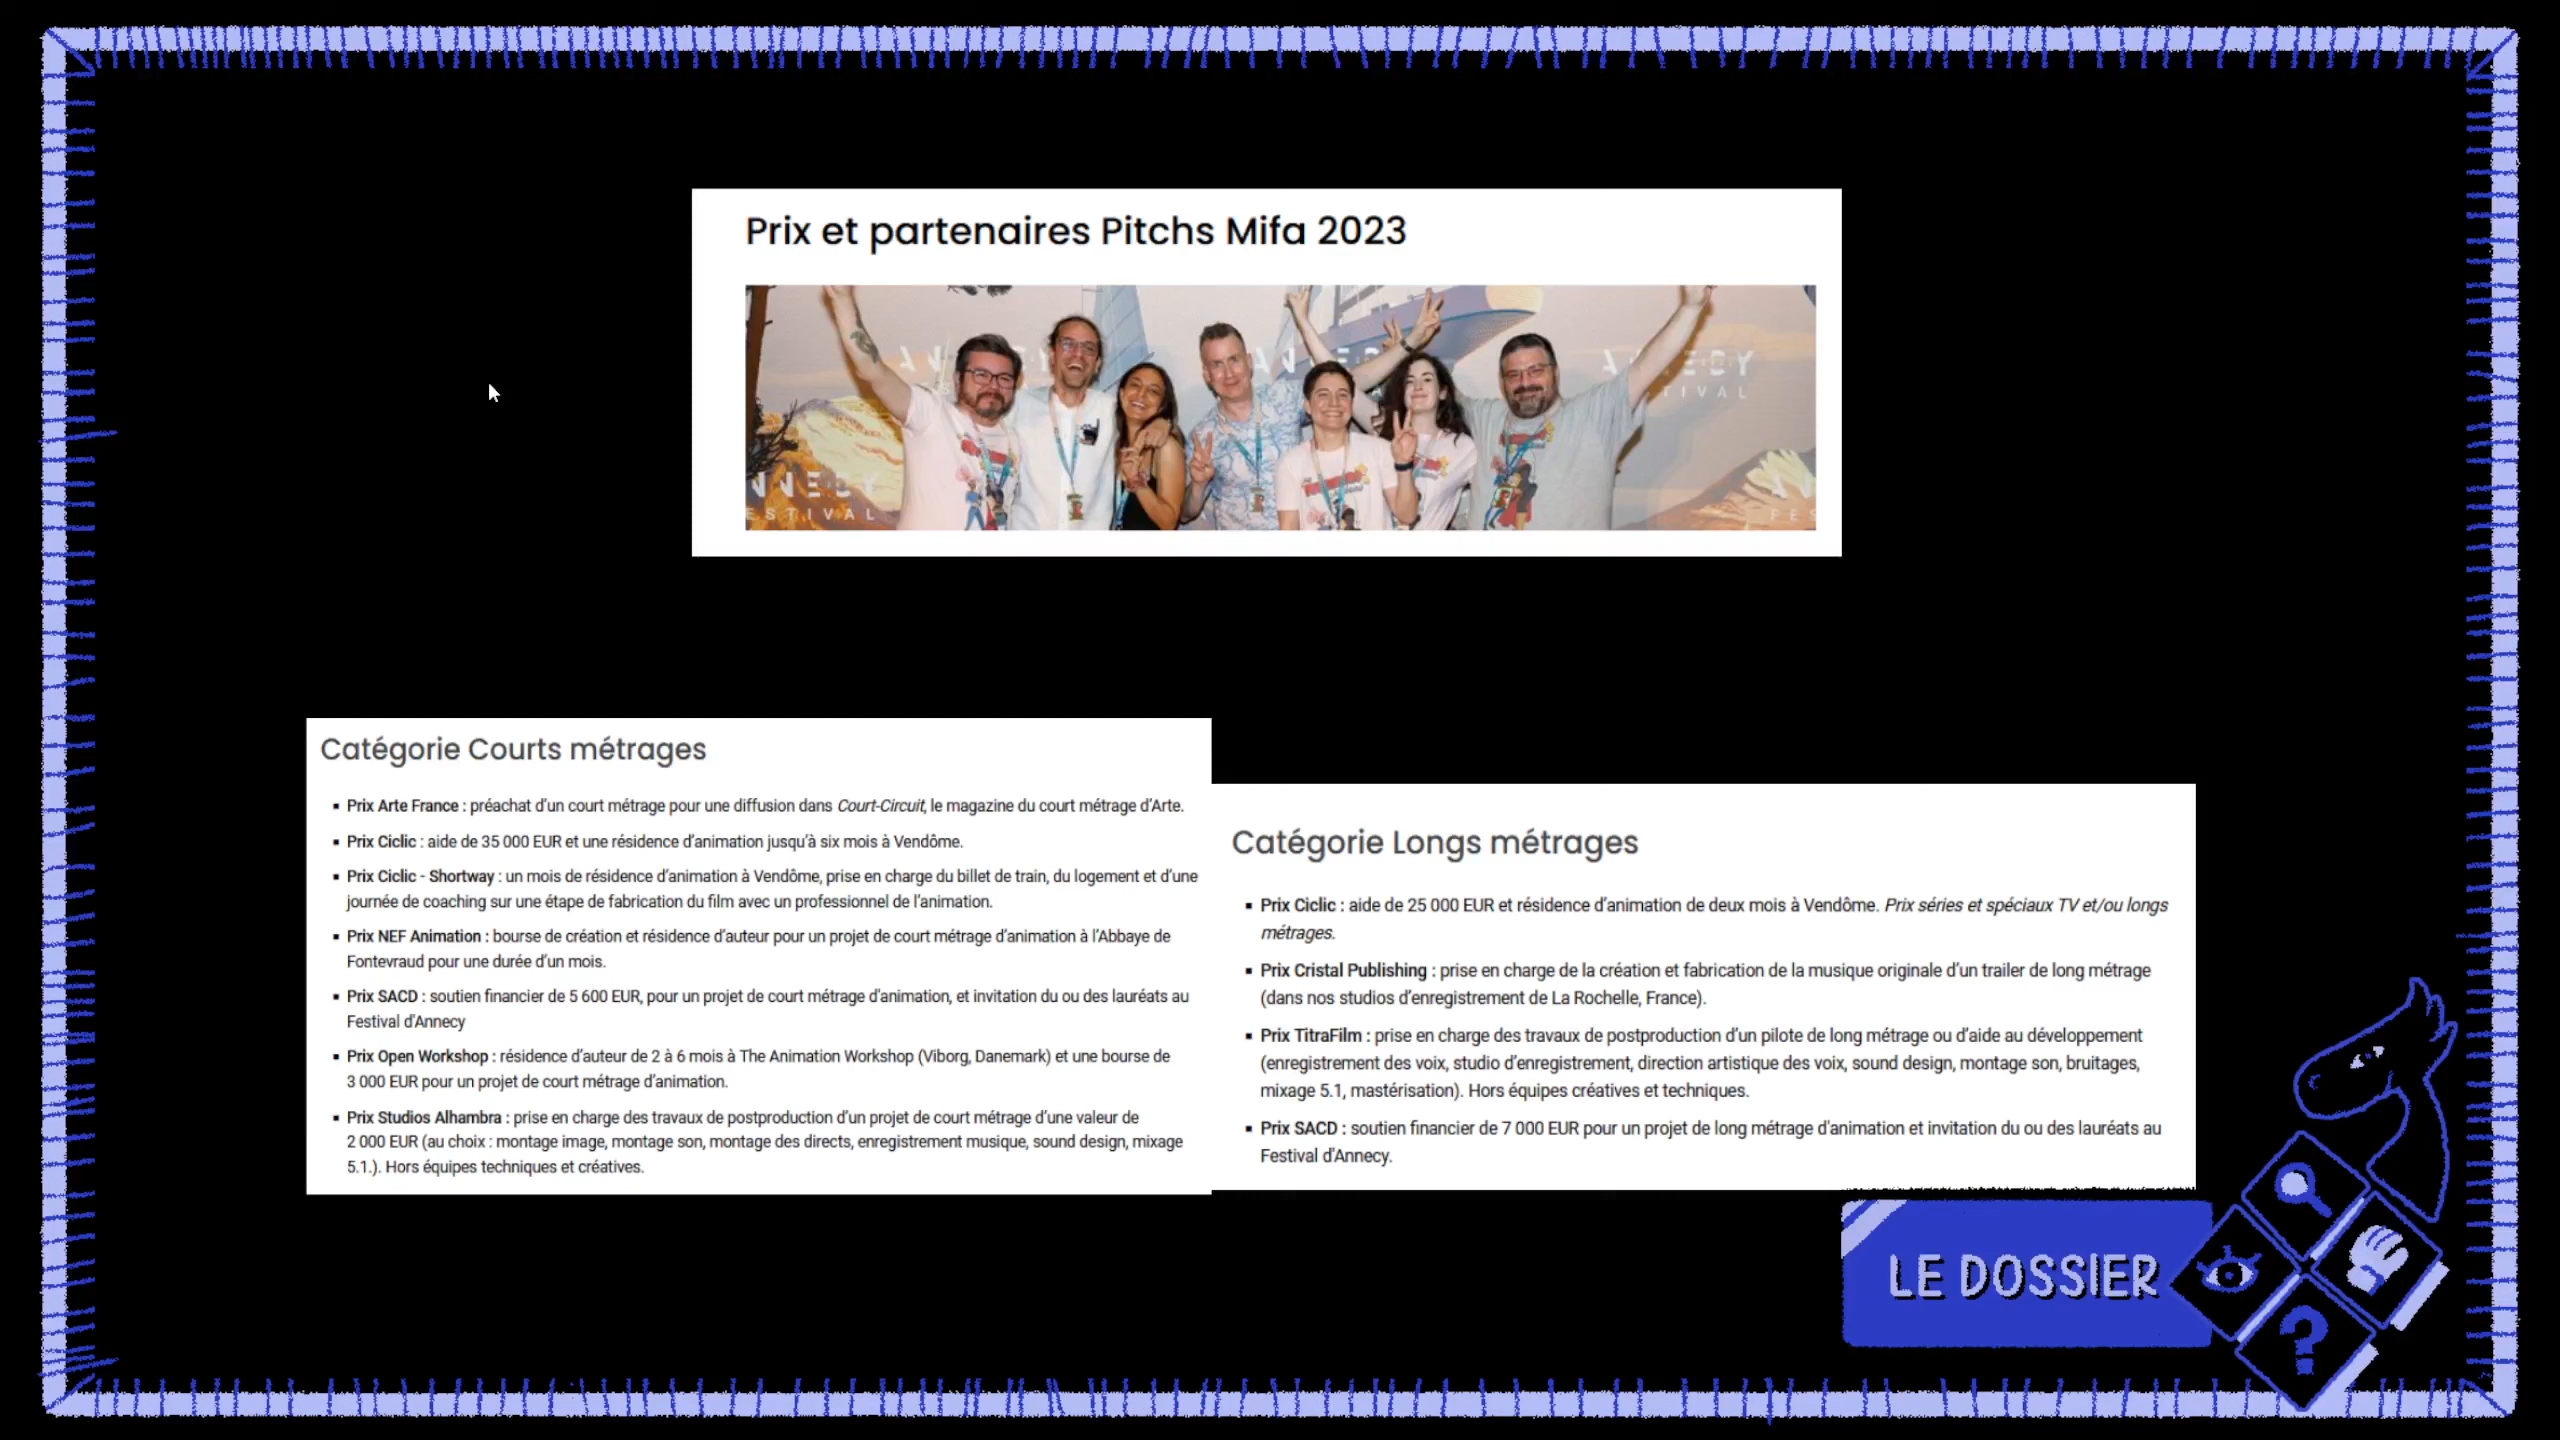 Prix et partenaires Pitchs Mifa 2023
ANNECY
FESTIVAL
Catégorie Courts métrages
▪ Prix Arte France : préachat d'un court métrage pour une diffusion dans Court-Circuit, le magazine du court métrage d'Arte.
▪ Prix Ciclic : aide de 35 000 EUR et une résidence d'animation jusqu'à six mois à Vendôme.
▪ Prix Ciclic - Shortway : un mois de résidence d'animation à Vendôme, prise en charge du billet de train, du logement et d'une
journée de coaching sur une étape de fabrication du film avec un professionnel de l'animation.
▪ Prix NEF Animation : bourse de création et résidence d'auteur pour un projet de court métrage d'animation à l'Abbaye de
Fontevraud pour une durée d'un mois.
▪ Prix SACD : soutien financier de 5 600 EUR, pour un projet de court métrage d'animation, et invitation du ou des lauréats au
Festival d'Annecy
▪ Prix Open Workshop : résidence d'auteur de 2 à 6 mois à The Animation Workshop (Viborg, Danemark) et une bourse de
3 000 EUR pour un projet de court métrage d'animation.
▪ Prix Studios Alhambra : prise en charge des travaux de postproduction d'un projet de court métrage d'une valeur de
2 000 EUR (au choix : montage image, montage son, montage des directs, enregistrement musique, sound design, mixage
5.1.). Hors équipes techniques et créatives.
Catégorie Longs métrages
▪ Prix Ciclic : aide de 25 000 EUR et résidence d'animation de deux mois à Vendôme. Prix séries et spéciaux TV et/ou longs
métrages.
▪ Prix Cristal Publishing : prise en charge de la création et fabrication de la musique originale d'un trailer de long métrage
(dans nos studios d'enregistrement de La Rochelle, France).
▪ Prix TitraFilm : prise en charge des travaux de postproduction d'un pilote de long métrage ou d'aide au développement
(enregistrement des voix, studio d'enregistrement, direction artistique des voix, sound design, montage son, bruitages,
mixage 5.1, mastérisation). Hors équipes créatives et techniques.
▪ Prix SACD : soutien financier de 7 000 EUR pour un projet de long métrage d'animation et invitation du ou des lauréats au
Festival d'Annecy.
LE DOSSIER
?